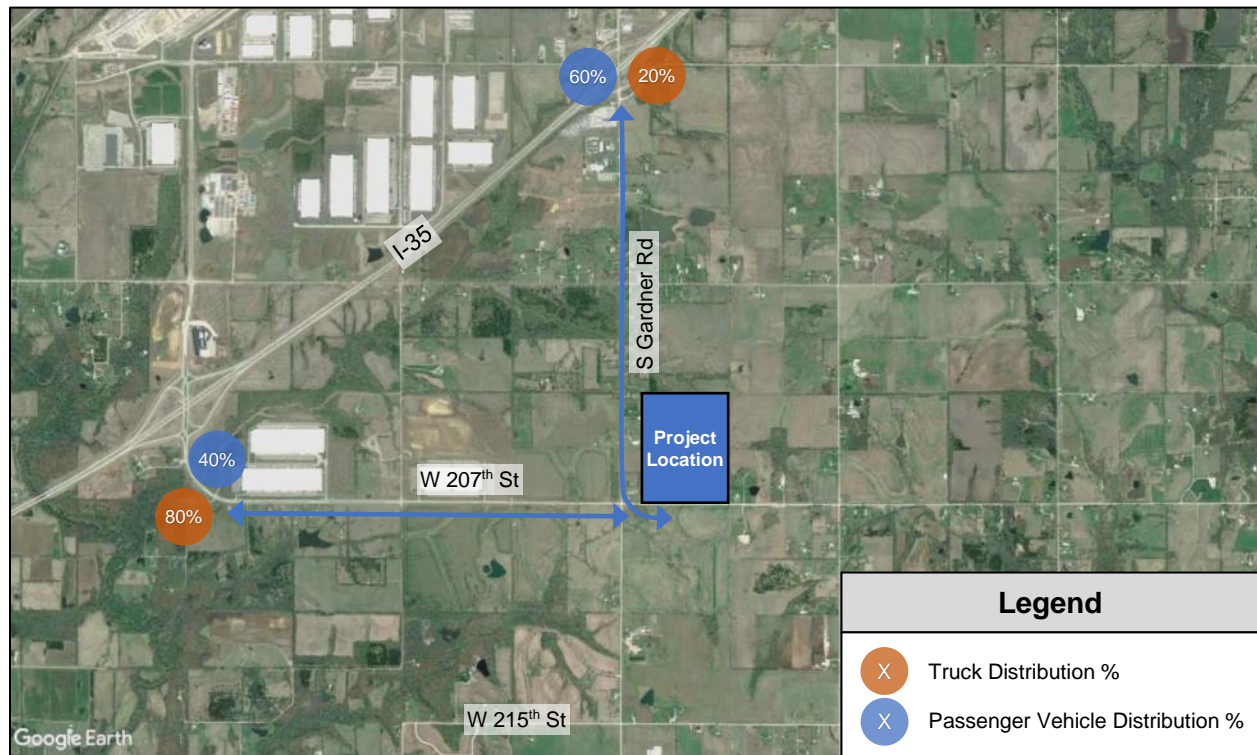 60%
20%
I-35
S Gardner Rd
Project
Location
40%
W 207th St
80%
Legend
X Truck Distribution %
X Passenger Vehicle Distribution %
W 215th St
Google Earth